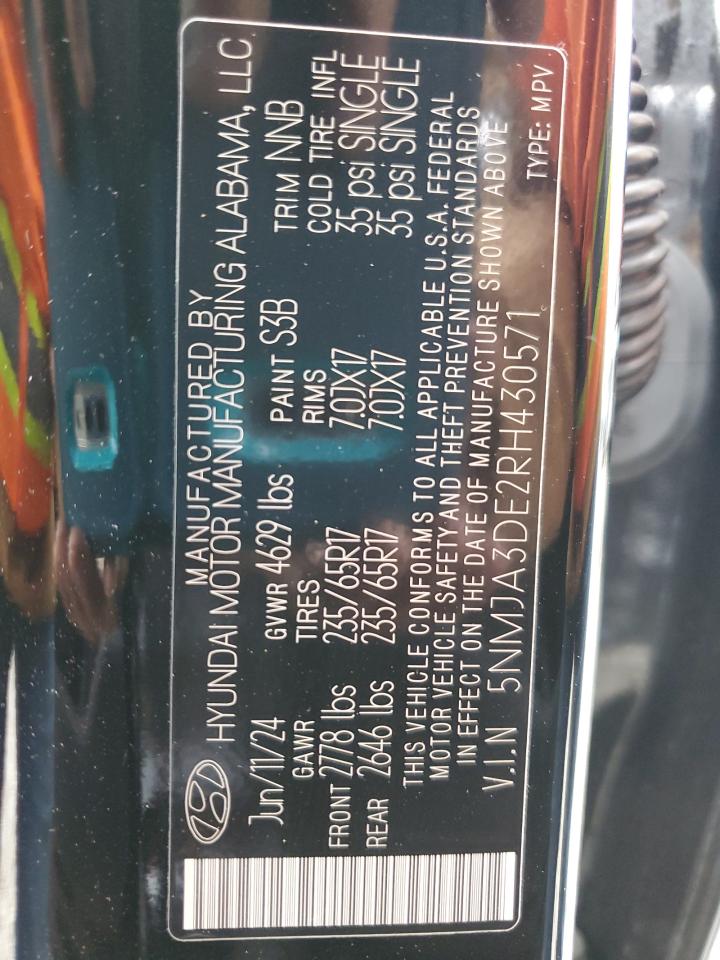 MANUFACTURED BY
HYUNDAI MOTOR MANUFACTURING ALABAMA, LLC
Jun/11/24 GVWR 4629 lbs PAINT S3B TRIM NNB
GAWR TIRES RIMS COLD TIRE INFL
FRONT 2778 lbs 235/65R17 7.0JX17 35 psi SINGLE
REAR 2646 lbs 235/65R17 7.0JX17 35 psi SINGLE
THIS VEHICLE CONFORMS TO ALL APPLICABLE U.S.A. FEDERAL
MOTOR VEHICLE SAFETY AND THEFT PREVENTION STANDARDS
IN EFFECT ON THE DATE OF MANUFACTURE SHOWN ABOVE
V.I.N 5NMJA3DE2RH430571 TYPE: MPV